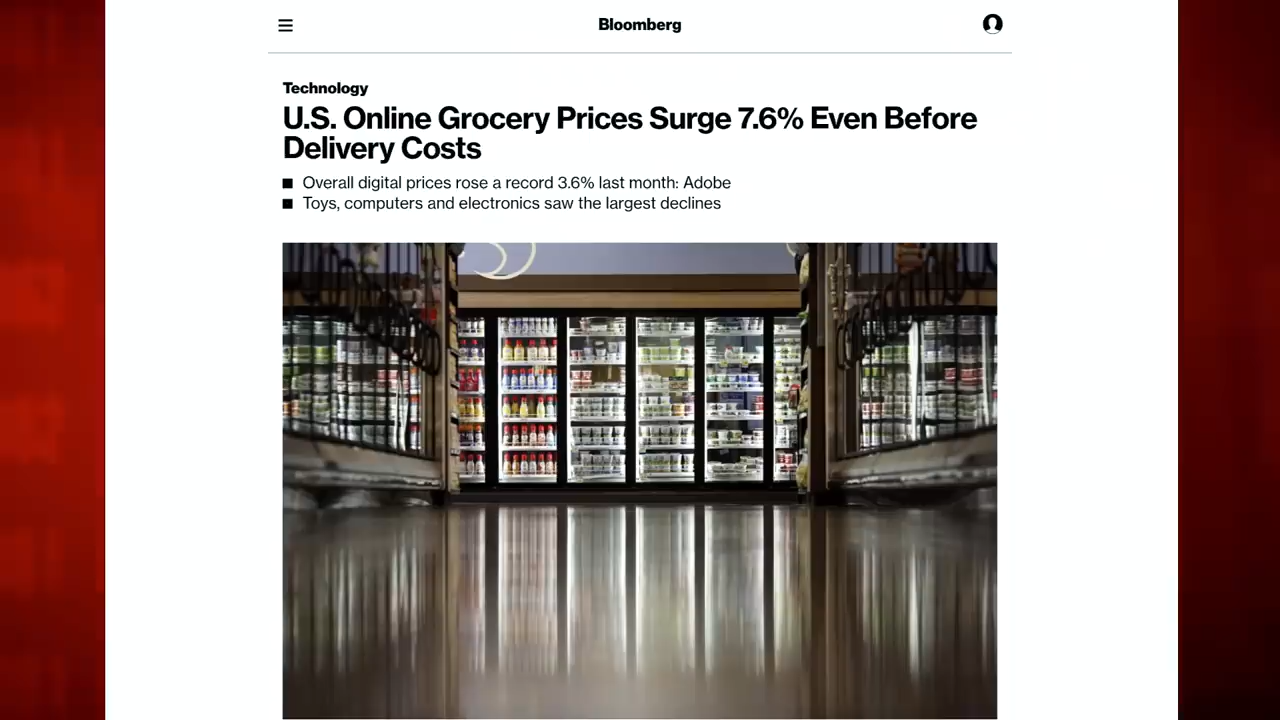 Bloomberg
Technology
U.S. Online Grocery Prices Surge 7.6% Even Before
Delivery Costs
Overall digital prices rose a record 3.6% last month: Adobe
Toys, computers and electronics saw the largest declines